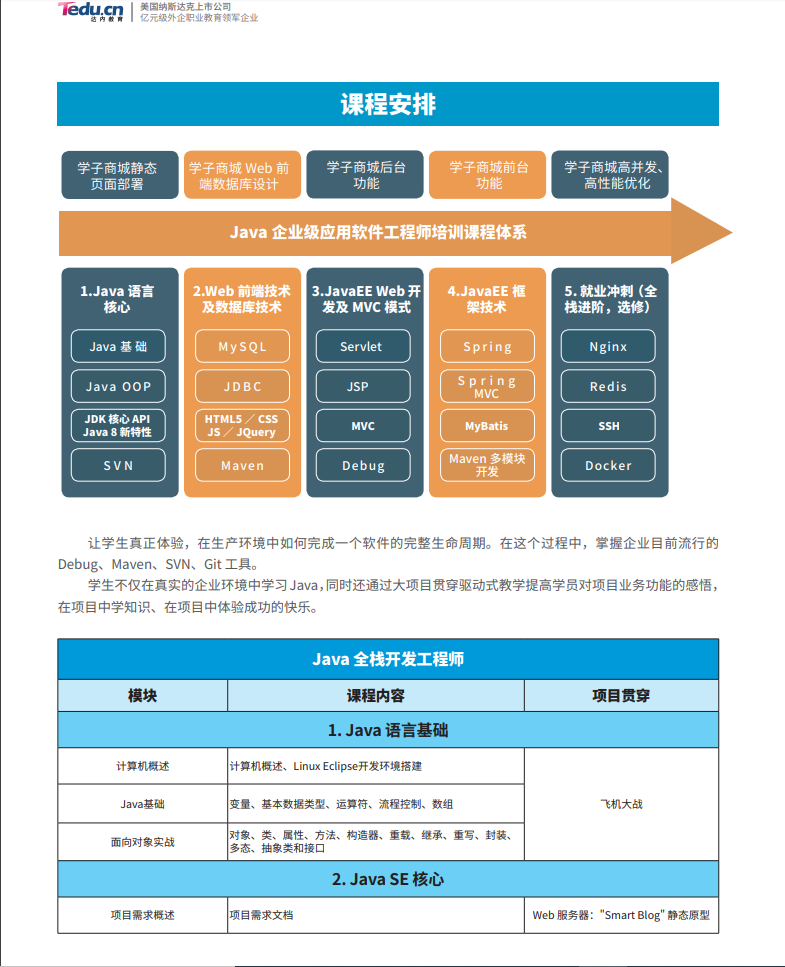 Tedu.cn
达内教育
美国纳斯达克上市公司
亿元级外企职业教育领军企业
课程安排
学子商城静态
页面部署
学子商城 Web 前
端数据库设计
学子商城后台
功能
学子商城前台
功能
学子商城高并发、
高性能优化
Java 企业级应用软件工程师培训课程体系
1.Java 语言
核心
Java 基 础
Java OOP
JDK 核心 API
Java 8 新特性
SVN
2.Web 前端技术
及数据库技术
MySQL
JDBC
HTML5 ／ CSS
JS ／ JQuery
Maven
3.JavaEE Web 开
发及 MVC 模式
Servlet
JSP
MVC
Debug
4.JavaEE 框
架技术
Spring
Spring
MVC
MyBatis
Maven 多模块
开发
5. 就业冲刺（全
栈进阶，选修）
Nginx
Redis
SSH
Docker
让学生真正体验，在生产环境中如何完成一个软件的完整生命周期。在这个过程中，掌握企业目前流行的
Debug、Maven、SVN、Git 工具。
学生不仅在真实的企业环境中学习 Java，同时还通过大项目贯穿驱动式教学提高学员对项目业务功能的感悟，
在项目中学知识、在项目中体验成功的快乐。
Java 全栈开发工程师
模块 课程内容 项目贯穿
1. Java 语言基础
计算机概述 计算机概述、Linux Eclipse开发环境搭建
Java基础 变量、基本数据类型、运算符、流程控制、数组 飞机大战
面向对象实战 对象、类、属性、方法、构造器、重载、继承、重写、封装、
多态、抽象类和接口
2. Java SE 核心
项目需求概述 项目需求文档 Web 服务器："Smart Blog" 静态原型